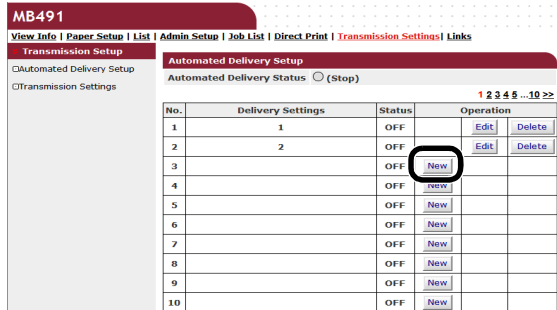 MB491
View Info | Paper Setup | List | Admin Setup | Job List | Direct Print | Transmission Settings| Links
Transmission Setup
Automated Delivery Setup
Transmission Settings
Automated Delivery Setup
Automated Delivery Status (Stop)
1 2 3 4 5 ...10 >>
No. Delivery Settings Status Operation
1 1 OFF Edit Delete
2 2 OFF Edit Delete
3 OFF New
4 OFF New
5 OFF New
6 OFF New
7 OFF New
8 OFF New
9 OFF New
10 OFF New